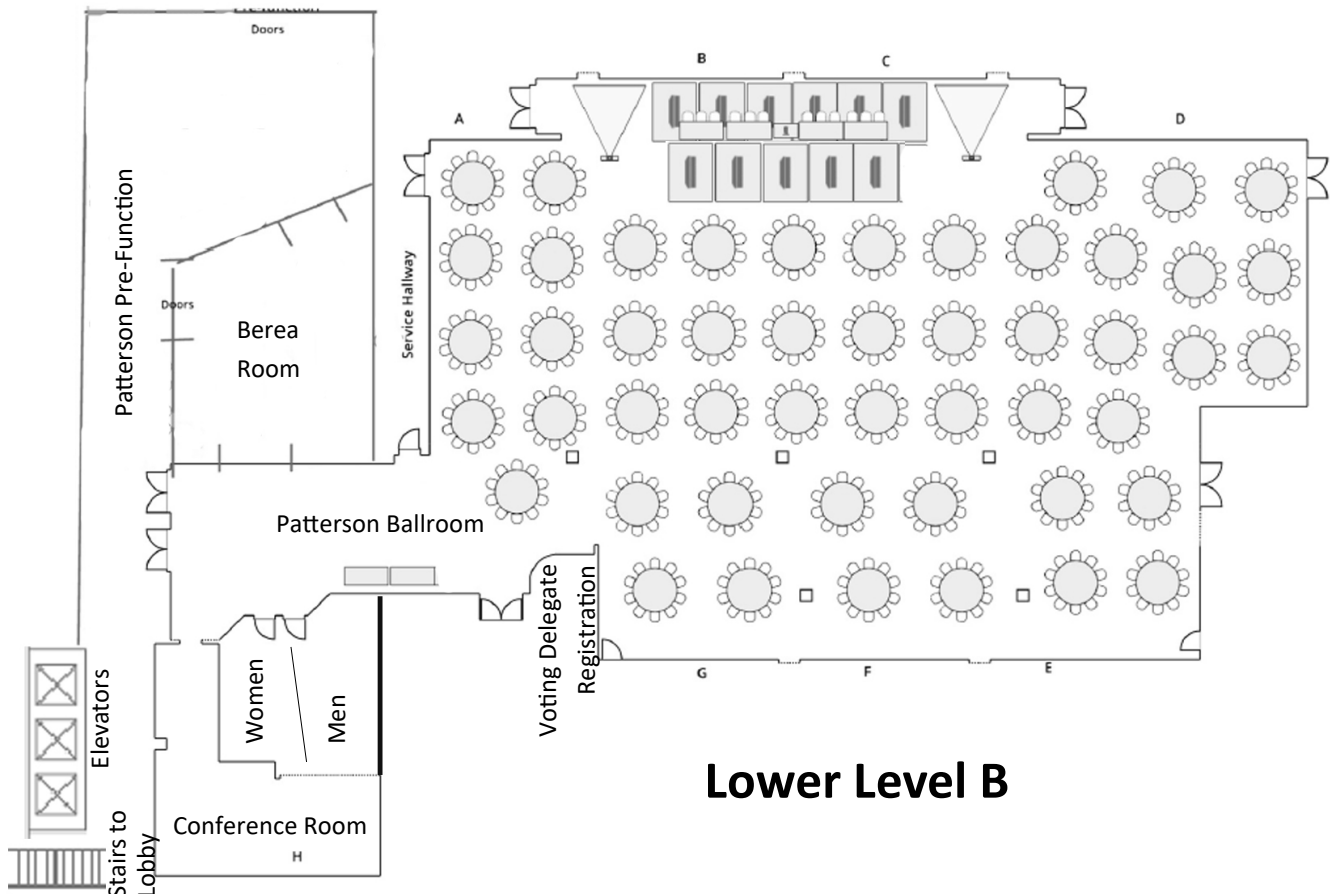 Doors
B
C
A
D
Patterson Pre-Function
Service Hallway
Doors
Berea
Room
Patterson Ballroom
Voting Delegate
Registration
Women
Men
G
F
E
Elevators
Lower Level B
Conference Room
H
Stairs to
Lobby